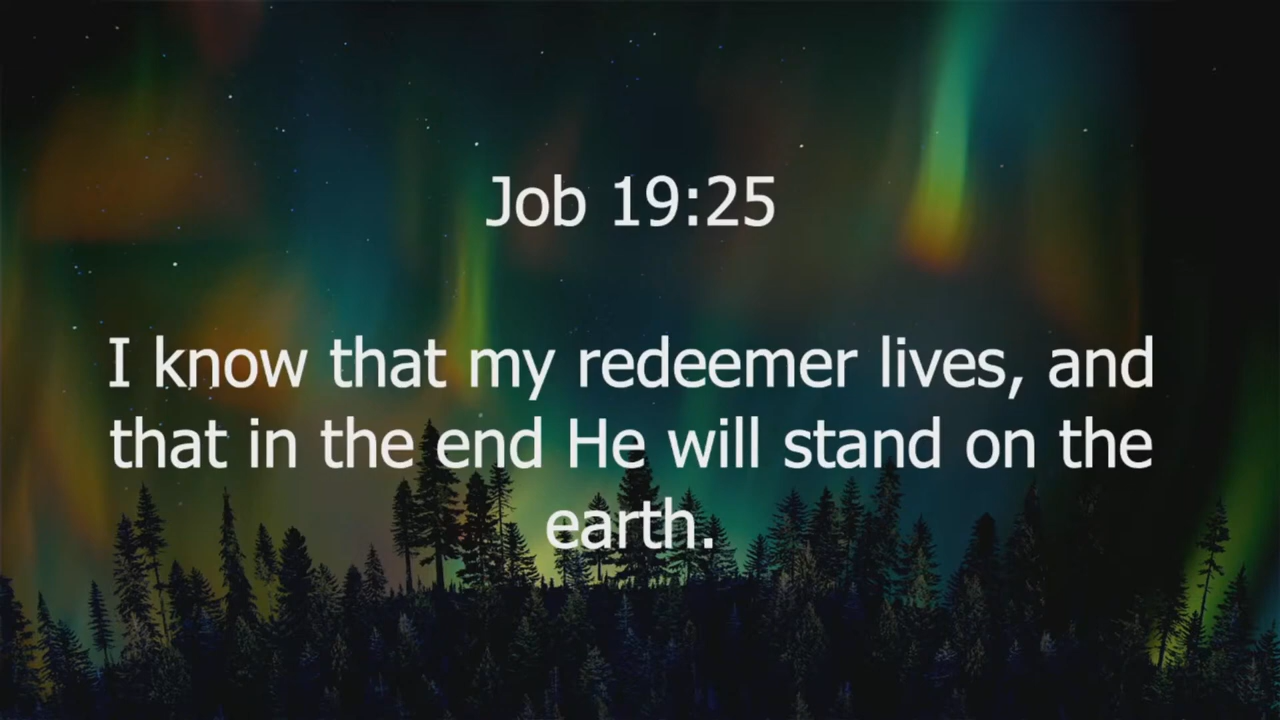 Job 19:25
I know that my redeemer lives, and
that in the end He will stand on the
earth.